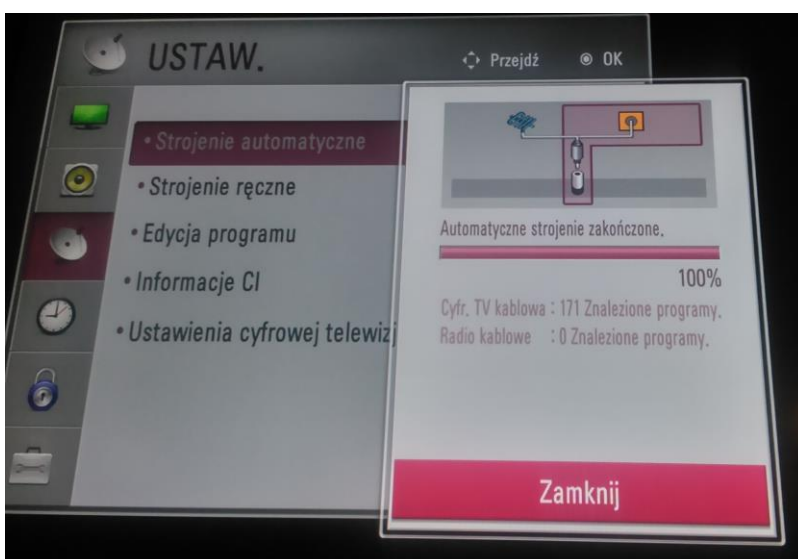 USTAW.
Przejdź
OK
• Strojenie automatyczne
• Strojenie ręczne
• Edycja programu
• Informacje CI
• Ustawienia cyfrowej telewizj
Automatyczne strojenie zakończone.
100%
Cyfr. TV kablowa : 171 Znalezione programy.
Radio kablowe : 0 Znalezione programy.
Zamknij